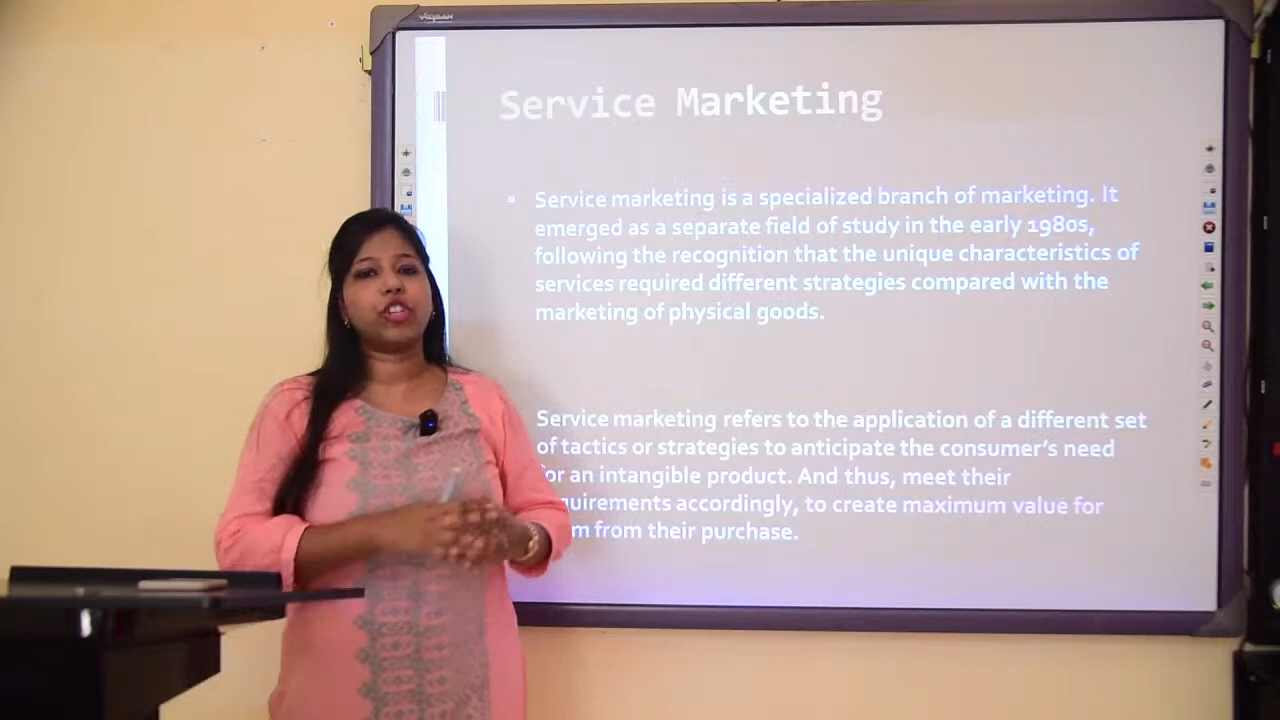 Service Marketing
Service marketing is a specialized branch of marketing. It
emerged as a separate field of study in the early 1980s,
following the recognition that the unique characteristics of
services required different strategies compared with the
marketing of physical goods.
Service marketing refers to the application of a different set
of tactics or strategies to anticipate the consumer's need
for an intangible product. And thus, meet their
accordingly, to create maximum value for
from their purchase.